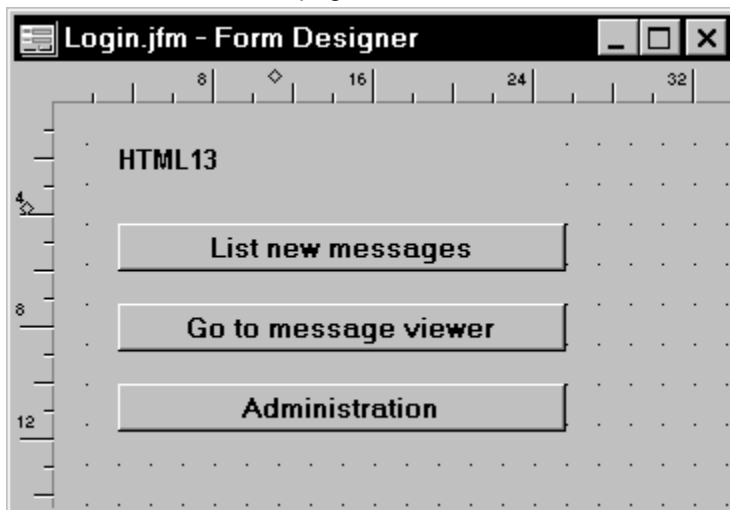 Login.jfm - Form Designer
8 16 24 32
HTML13
4
List new messages
8
Go to message viewer
Administration
12